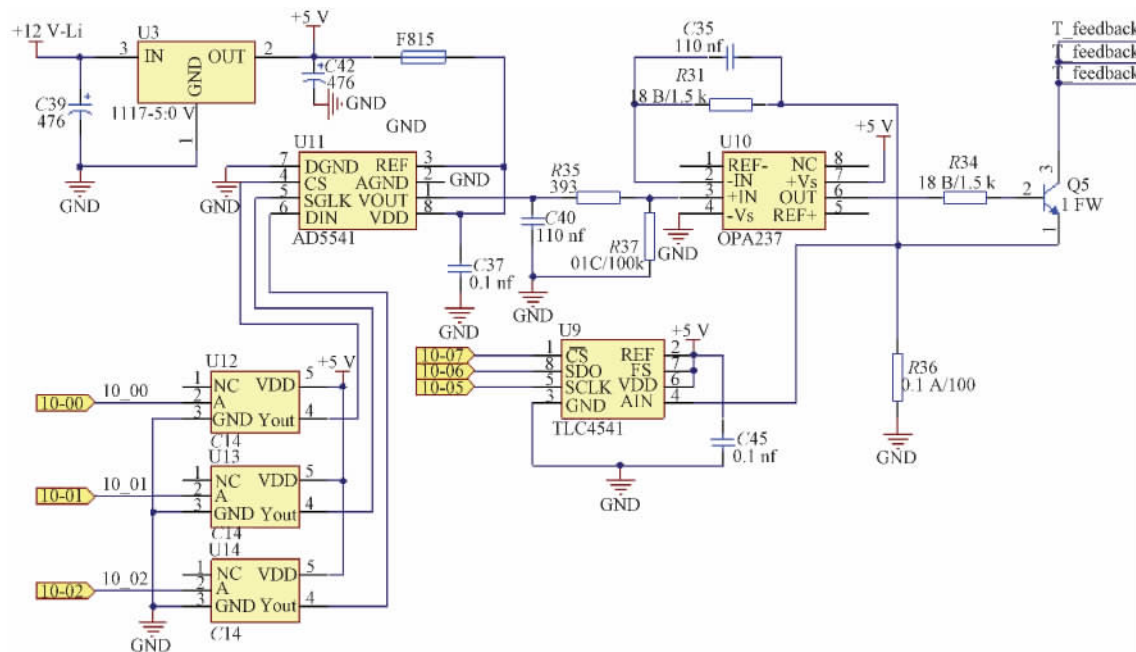 +12 V-Li
U3
3 IN OUT 2
GND
1
1117-5:0 V
C39
476
GND
+5 V
C42
476
GND
F815
GND
U11
7 DGND REF 3
4 CS AGND 2 GND
5 SGLK VOUT 1
6 DIN VDD 8
AD5541
GND
C37
0.1 nf
GND
R35
393
C40
110 nf
GND
R37
01C/100k
C35
110 nf
R31
18 B/1.5 k
U10
1 REF- NC 8
2 -IN +Vs 7
3 +IN OUT 6
4 -Vs REF+ 5
OPA237
GND
+5 V
R34
18 B/1.5 k
T_feedback
T_feedback
T_feedback
3
2
1
Q5
1 FW
R36
0.1 A/100
GND
U9
10-07 1 CS REF 2
10-06 8 SDO FS 7
10-05 5 SCLK VDD 6
3 GND AIN 4
TLC4541
+5 V
C45
0.1 nf
GND
U12
+5 V
1 NC VDD 5
10-00 10_00 2 A
3 GND Yout 4
C14
U13
1 NC VDD 5
10-01 10_01 2 A
3 GND Yout 4
C14
U14
1 NC VDD 5
10-02 10_02 2 A
3 GND Yout 4
C14
GND